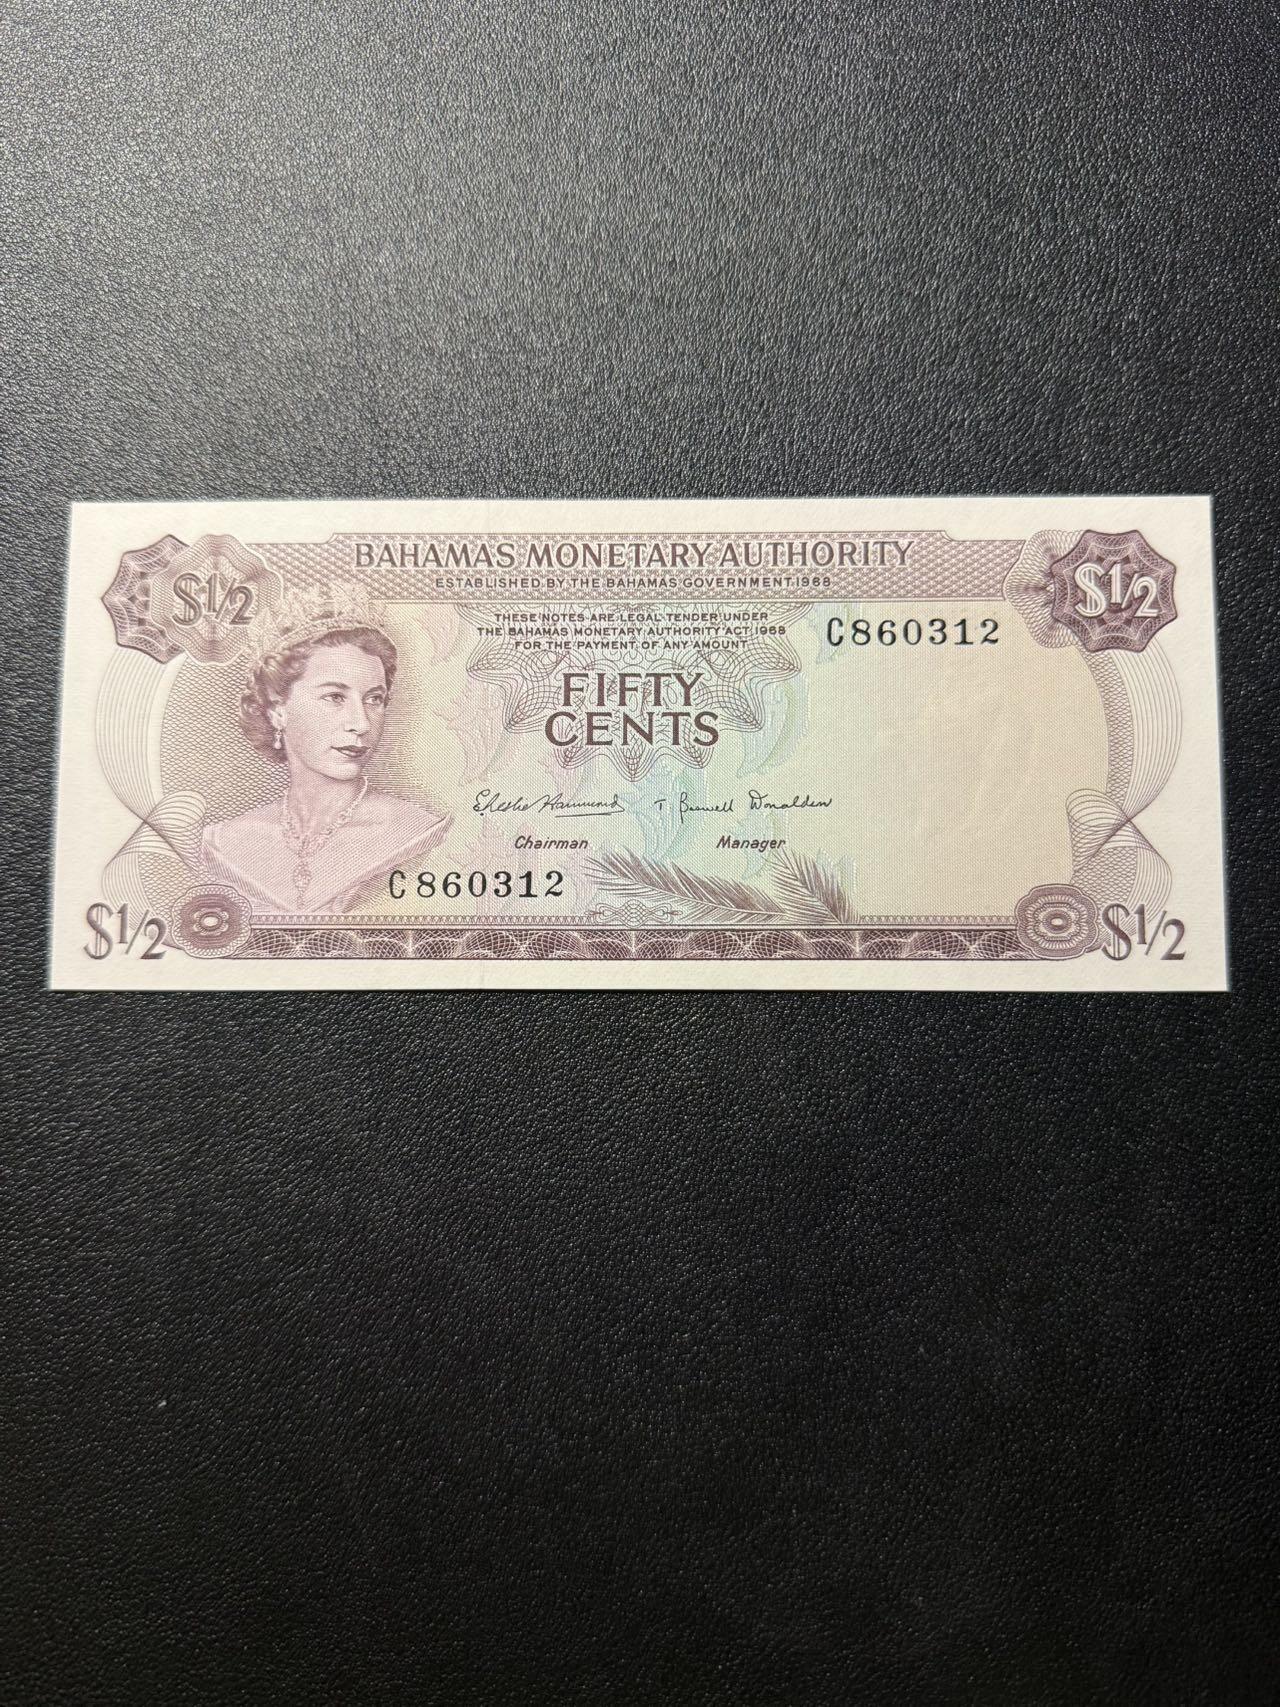 BAHAMAS MONETARY AUTHORITY
ESTABLISHED BY THE BAHAMAS GOVERNMENT 1968
$1/2
$1/2
THESE NOTES ARE LEGAL TENDER UNDER
THE BAHAMAS MONETARY AUTHORITY ACT 1968
FOR THE PAYMENT OF ANY AMOUNT
C860312
FIFTY
CENTS
T Burwell Donaldson
Chairman
Manager
C860312
$1/2
$1/2